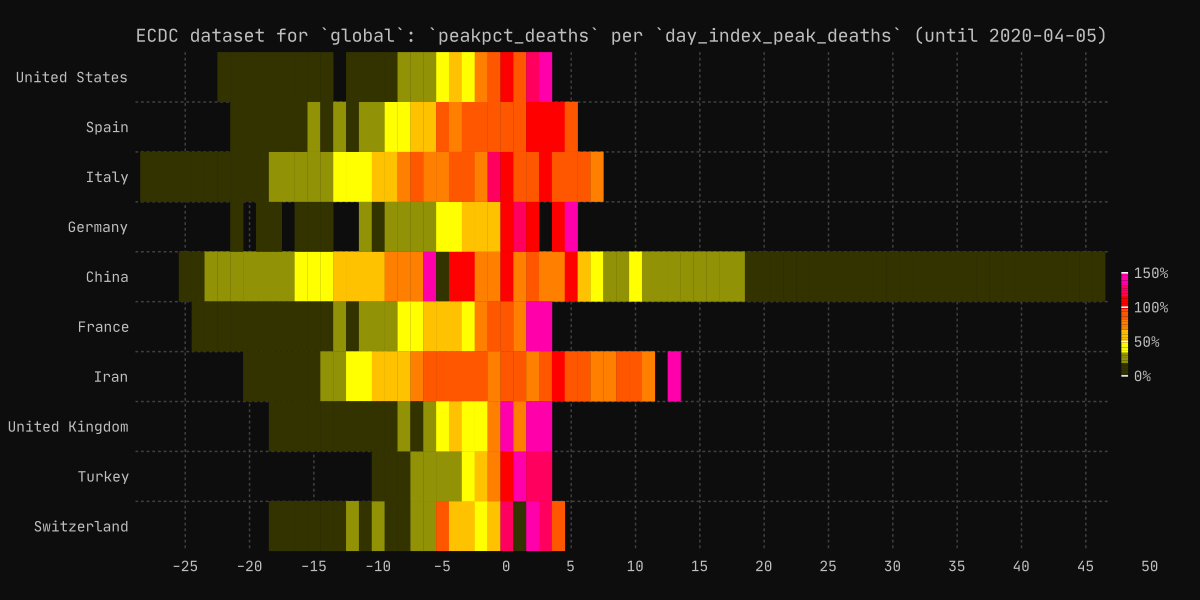 ECDC dataset for `global`: `peakpct_deaths` per `day_index_peak_deaths` (until 2020-04-05)
United States
Spain
Italy
Germany
China
France
Iran
United Kingdom
Turkey
Switzerland
150%
100%
50%
0%
-25 -20 -15 -10 -5 0 5 10 15 20 25 30 35 40 45 50